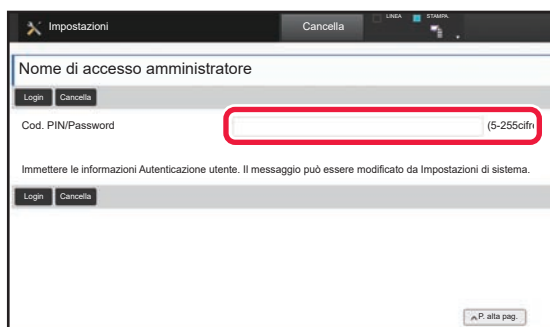 Impostazioni Cancella LINEA STAMPA
Nome di accesso amministratore
Login Cancella
Cod. PIN/Password (5-255cifre
Immettere le informazioni Autenticazione utente. Il messaggio può essere modificato da Impostazioni di sistema.
Login Cancella
P. alta pag.